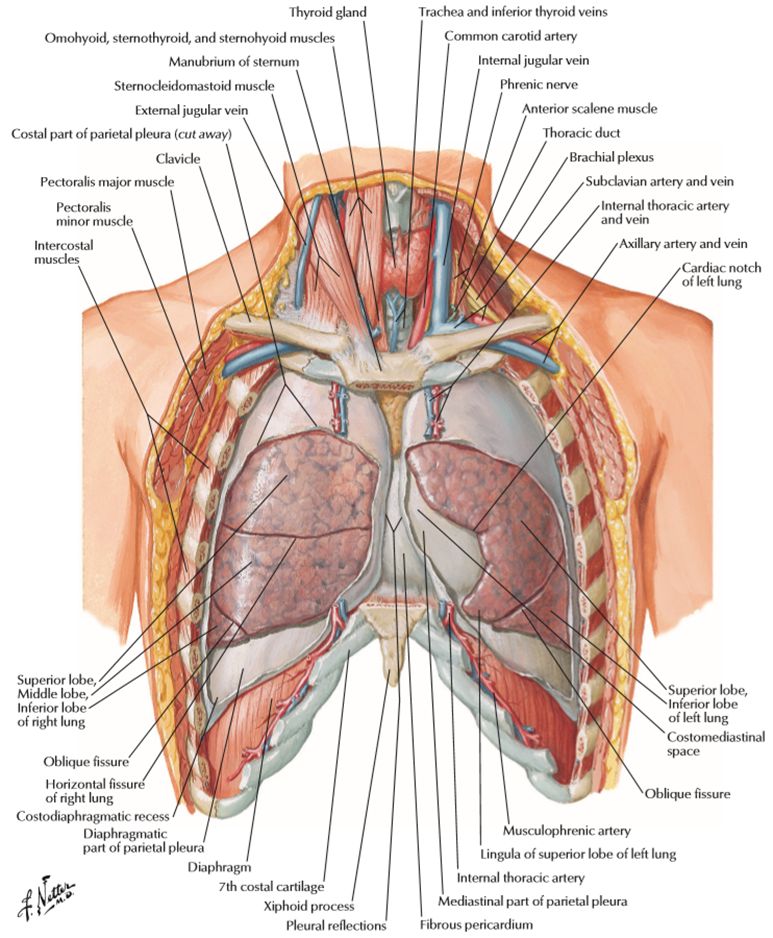 Thyroid gland
Trachea and inferior thyroid veins
Omohyoid, sternothyroid, and sternohyoid muscles
Common carotid artery
Manubrium of sternum
Internal jugular vein
Sternocleidomastoid muscle
Phrenic nerve
External jugular vein
Anterior scalene muscle
Costal part of parietal pleura (cut away)
Thoracic duct
Clavicle
Brachial plexus
Pectoralis major muscle
Subclavian artery and vein
Pectoralis
minor muscle
Internal thoracic artery
and vein
Intercostal
muscles
Axillary artery and vein
Cardiac notch
of left lung
Superior lobe,
Middle lobe,
Inferior lobe
of right lung
Superior lobe,
Inferior lobe
of left lung
Costomediastinal
space
Oblique fissure
Horizontal fissure
of right lung
Oblique fissure
Costodiaphragmatic recess
Diaphragmatic
part of parietal pleura
Musculophrenic artery
Diaphragm
Lingula of superior lobe of left lung
7th costal cartilage
Internal thoracic artery
Xiphoid process
Mediastinal part of parietal pleura
Pleural reflections
Fibrous pericardium
F. Netter
M.D.